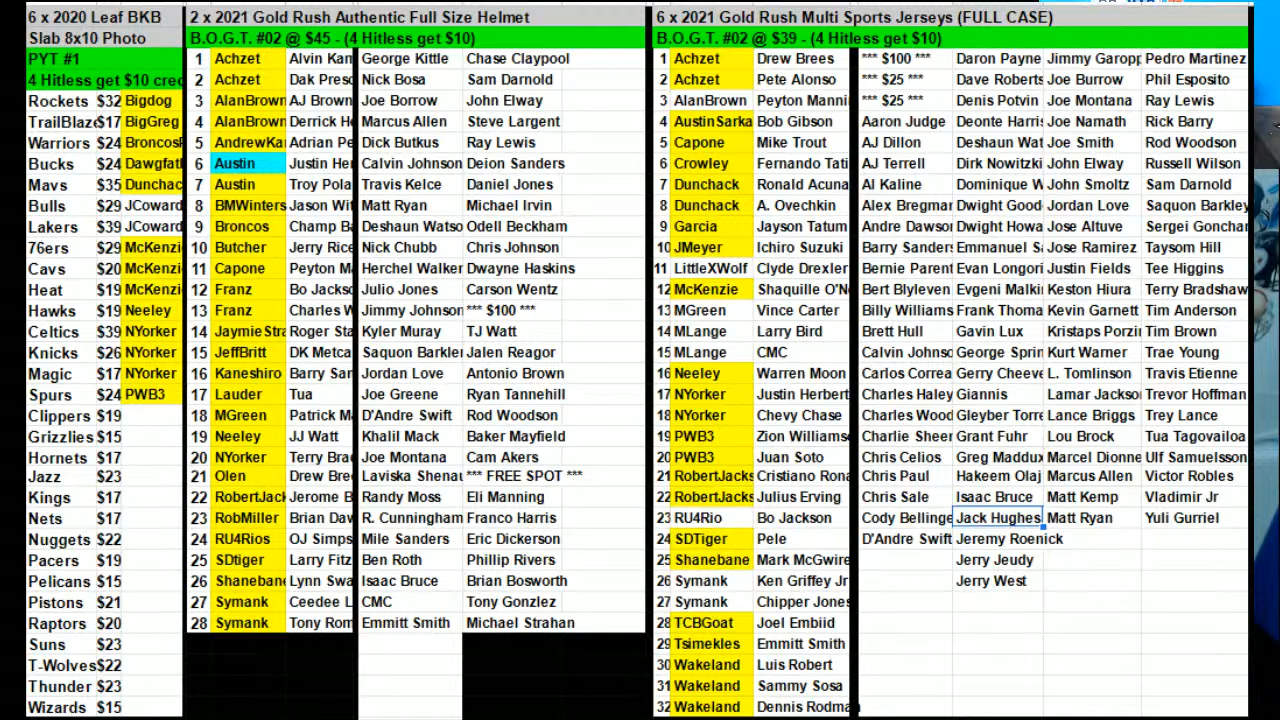 6 x 2020 Leaf BKB 2 x 2021 Gold Rush Authentic Full Size Helmet 6 x 2021 Gold Rush Multi Sports Jerseys (FULL CASE)
Slab 8x10 Photo B.O.G.T. #02 @ $45 - (4 Hitless get $10) B.O.G.T. #02 @ $39 - (4 Hitless get $10)
PYT #1 1 Achzet Alvin Kan George Kittle Chase Claypool 1 Achzet Drew Brees *** $100 *** Daron Payne Jimmy Garopp Pedro Martinez
4 Hitless get $10 cred 2 Achzet Dak Presc Nick Bosa Sam Darnold 2 Achzet Pete Alonso *** $25 *** Dave Roberts Joe Burrow Phil Esposito
Rockets $32 Bigdog 3 AlanBrown AJ Brown Joe Borrow John Elway 3 AlanBrown Peyton Manni *** $25 *** Denis Potvin Joe Montana Ray Lewis
TrailBlaze $17 BigGreg 4 AlanBrown Derrick H Marcus Allen Steve Largent 4 AustinSarka Bob Gibson Aaron Judge Deonte Harris Joe Namath Rick Barry
Warriors $24 Broncos 5 AndrewKa Adrian Pe Dick Butkus Ray Lewis 5 Capone Mike Trout AJ Dillon Deshaun Wat Joe Smith Rod Woodson
Bucks $24 Dawgfat 6 Austin Justin He Calvin Johnson Deion Sanders 6 Crowley Fernando Tati AJ Terrell Dirk Nowitzki John Elway Russell Wilson
Mavs $35 Dunchac 7 Austin Troy Pola Travis Kelce Daniel Jones 7 Dunchack Ronald Acuna Al Kaline Dominique W John Smoltz Sam Darnold
Bulls $29 JCoward 8 BMWinters Jason Wit Matt Ryan Michael Irvin 8 Dunchack A. Ovechkin Alex Bregman Dwight Good Jordan Love Saquon Barkley
Lakers $39 JCoward 9 Broncos Champ Ba Deshaun Watso Odell Beckham 9 Garcia Jayson Tatum Andre Dawson Dwight Howa Jose Altuve Sergei Gonchar
76ers $29 McKenzi 10 Butcher Jerry Rice Nick Chubb Chris Johnson 10 JMeyer Ichiro Suzuki Barry Sanders Emmanuel S Jose Ramirez Taysom Hill
Cavs $20 McKenzi 11 Capone Peyton M Herchel Walker Dwayne Haskins 11 LittleXWolf Clyde Drexler Bernie Parent Evan Longori Justin Fields Tee Higgins
Heat $19 McKenzi 12 Franz Bo Jackso Julio Jones Carson Wentz 12 McKenzie Shaquille O'N Bert Blyleven Evgeni Malki Keston Hiura Terry Bradshaw
Hawks $19 Neeley 13 Franz Charles W Jimmy Johnson *** $100 *** 13 MGreen Vince Carter Billy Williams Frank Thoma Kevin Garnett Tim Anderson
Celtics $39 NYorker 14 JaymieStra Roger Sta Kyler Muray TJ Watt 14 MLange Larry Bird Brett Hull Gavin Lux Kristaps Porzi Tim Brown
Knicks $26 NYorker 15 JeffBritt DK Metca Saquon Barkler Jalen Reagor 15 MLange CMC Calvin Johnso George Sprin Kurt Warner Trae Young
Magic $17 NYorker 16 Kaneshiro Barry San Jordan Love Antonio Brown 16 Neeley Warren Moon Carlos Correa Gerry Cheeve L. Tomlinson Travis Etienne
Spurs $24 PWB3 17 Lauder Tua Joe Greene Ryan Tannehill 17 NYorker Justin Herbert Charles Haley Giannis Lamar Jackson Trevor Hoffman
Clippers $19 18 MGreen Patrick M D'Andre Swift Rod Woodson 18 NYorker Chevy Chase Charles Wood Gleyber Torre Lance Briggs Trey Lance
Grizzlies $15 19 Neeley JJ Watt Khalil Mack Baker Mayfield 19 PWB3 Zion Williams Charlie Sheer Grant Fuhr Lou Brock Tua Tagovailoa
Hornets $17 20 NYorker Terry Bra Joe Montana Cam Akers 20 PWB3 Juan Soto Chris Celios Greg Maddux Marcel Dionne Ulf Samuelsson
Jazz $23 21 Olen Drew Bre Laviska Shenau *** FREE SPOT *** 21 RobertJacks Cristiano Rona Chris Paul Hakeem Olaj Marcus Allen Victor Robles
Kings $17 22 RobertJack Jerome B Randy Moss Eli Manning 22 RobertJacks Julius Erving Chris Sale Isaac Bruce Matt Kemp Vladimir Jr
Nets $17 23 RobMiller Brian Daw R. Cunningham Franco Harris 23 RU4Rio Bo Jackson Cody Bellinge Jack Hughes Matt Ryan Yuli Gurriel
Nuggets $22 24 RU4Rios OJ Simps Mile Sanders Eric Dickerson 24 SDTiger Pele D'Andre Swift Jeremy Roenick
Pacers $19 25 SDtiger Larry Fitz Ben Roth Phillip Rivers 25 Shanebane Mark McGwire Jerry Jeudy
Pelicans $15 26 Shanebane Lynn Swa Isaac Bruce Brian Bosworth 26 Symank Ken Griffey Jr Jerry West
Pistons $21 27 Symank Ceedee L CMC Tony Gonzlez 27 Symank Chipper Jones
Raptors $20 28 Symank Tony Rom Emmitt Smith Michael Strahan 28 TCBGoat Joel Embiid
Suns $23 29 Tsimekles Emmitt Smith
T-Wolves $22 30 Wakeland Luis Robert
Thunder $23 31 Wakeland Sammy Sosa
Wizards $15 32 Wakeland Dennis Rodma